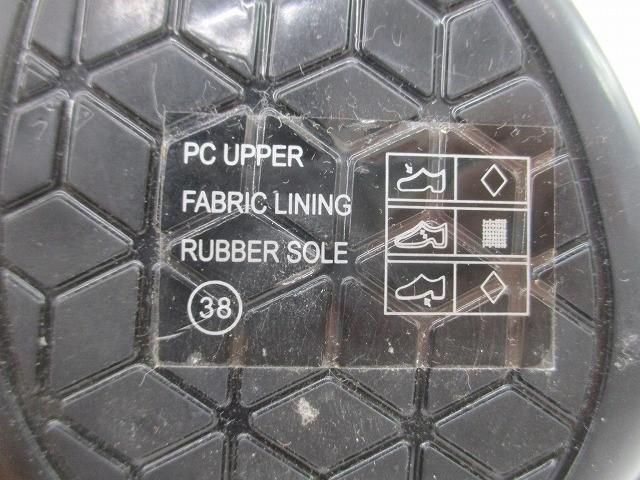 PC UPPER
FABRIC LINING
RUBBER SOLE
38